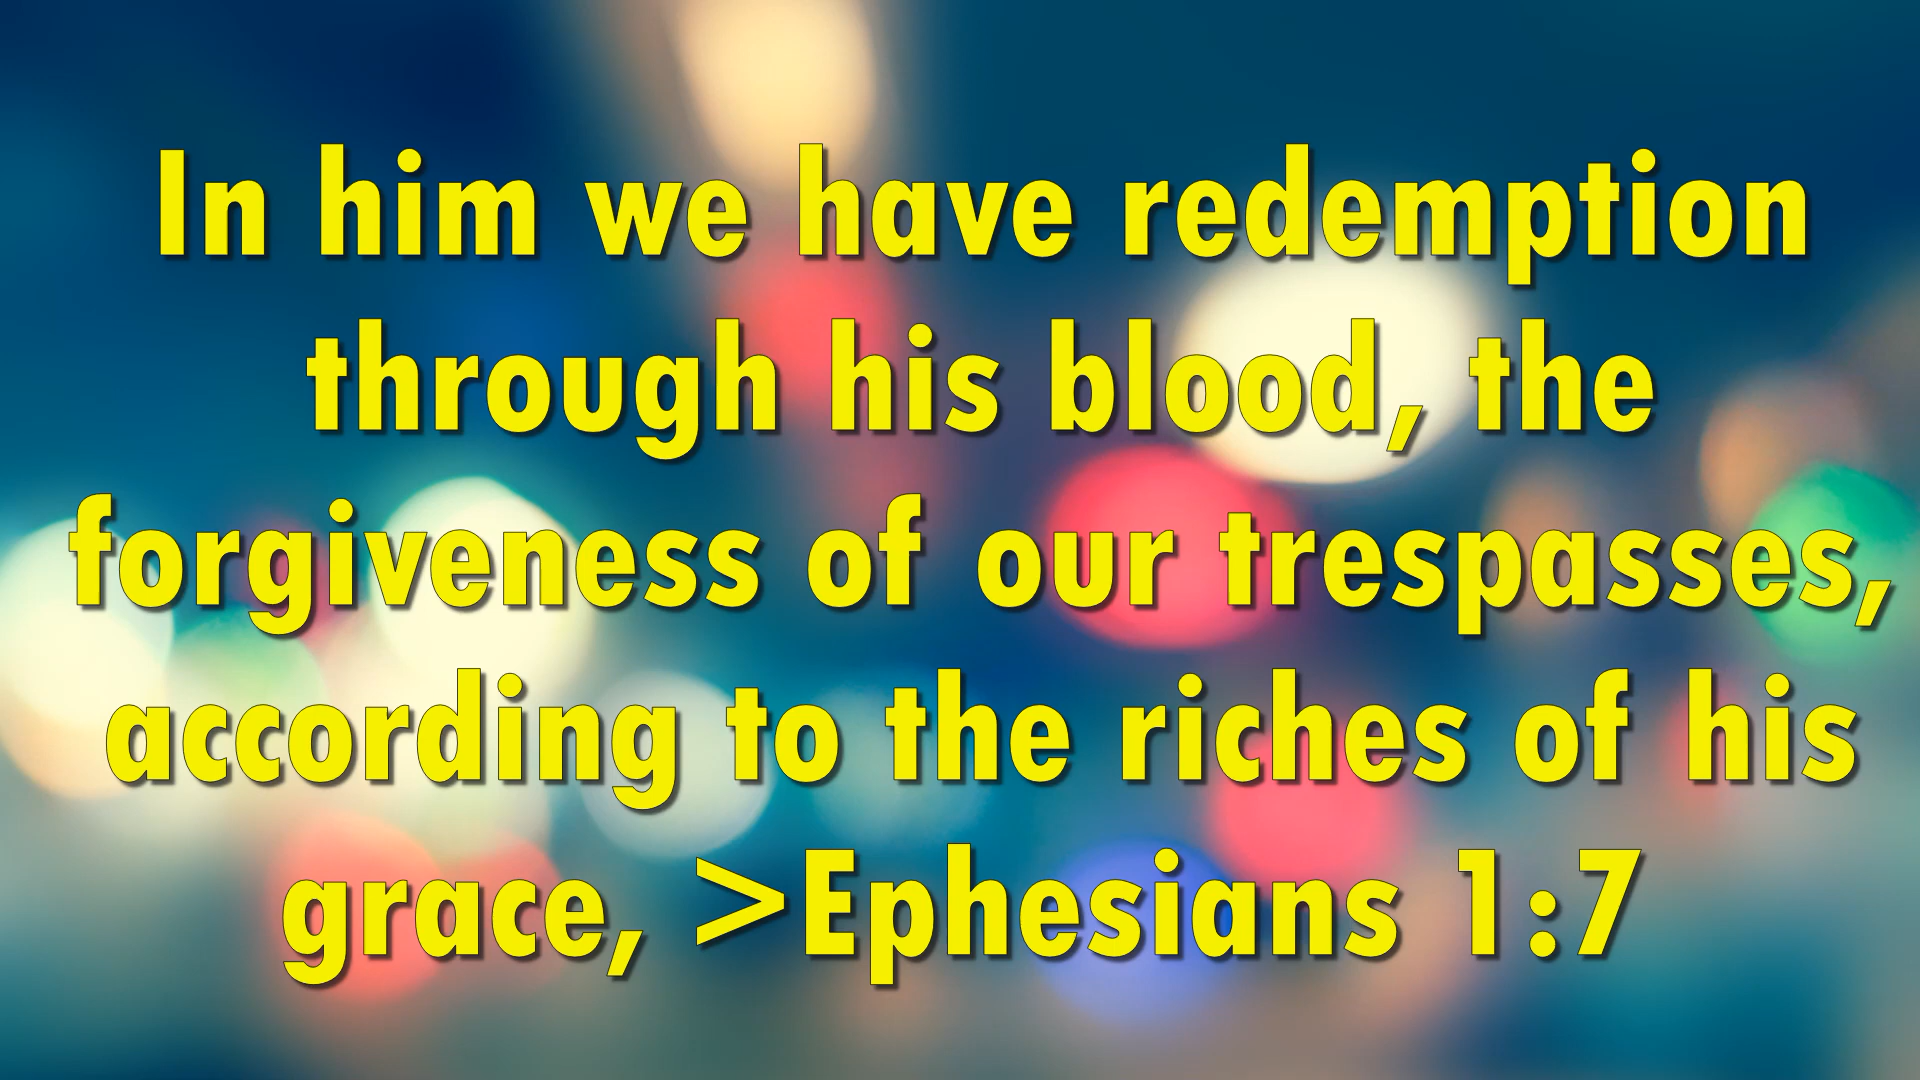 In him we have redemption
through his blood, the
forgiveness of our trespasses,
according to the riches of his
grace, >Ephesians 1:7